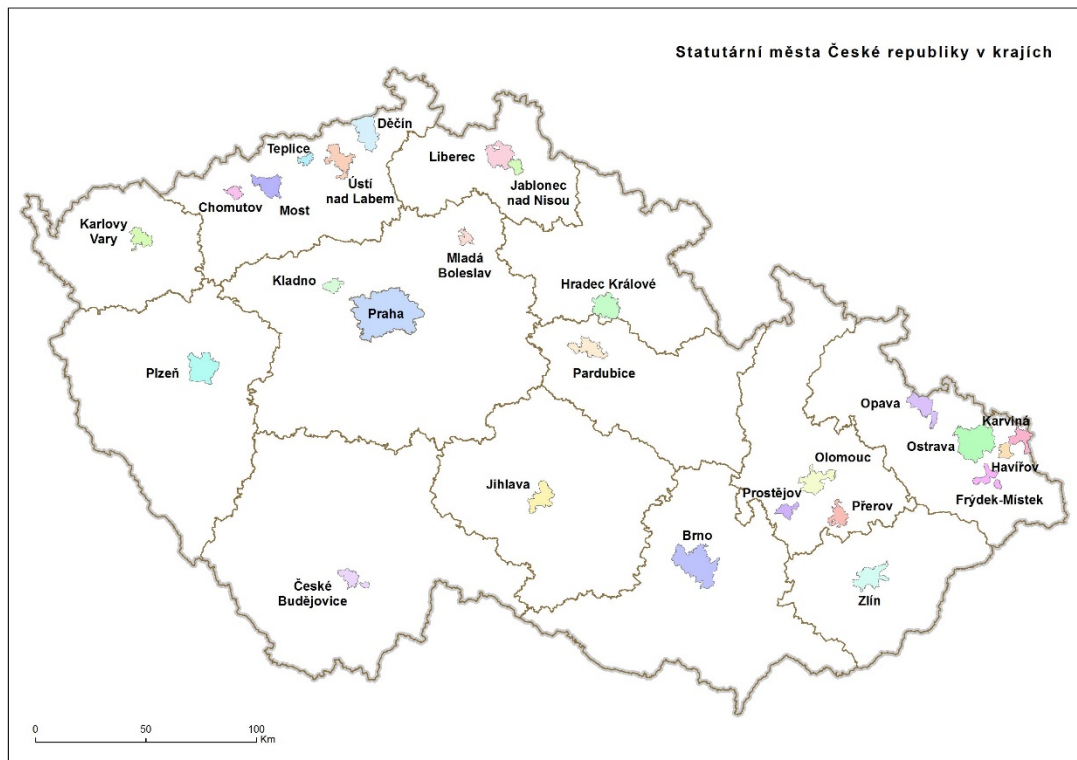 Statutární města České republiky v krajích
Děčín
Teplice
Liberec
Ústí
nad Labem
Jablonec
nad Nisou
Chomutov
Most
Karlovy
Vary
Mladá
Boleslav
Kladno
Hradec Králové
Praha
Pardubice
Plzeň
Opava
Karviná
Ostrava
Havířov
Olomouc
Frýdek-Místek
Jihlava
Prostějov
Přerov
Brno
České
Budějovice
Zlín
0 50 100
Km